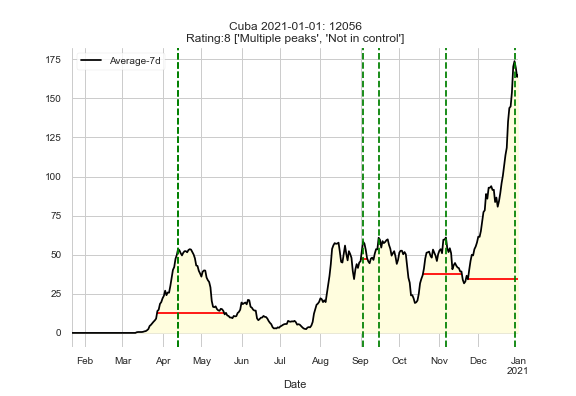 Cuba 2021-01-01: 12056
Rating:8 ['Multiple peaks', 'Not in control']
Average-7d
175
150
125
100
75
50
25
0
Feb Mar Apr May Jun Jul Aug Sep Oct Nov Dec Jan
2021
Date